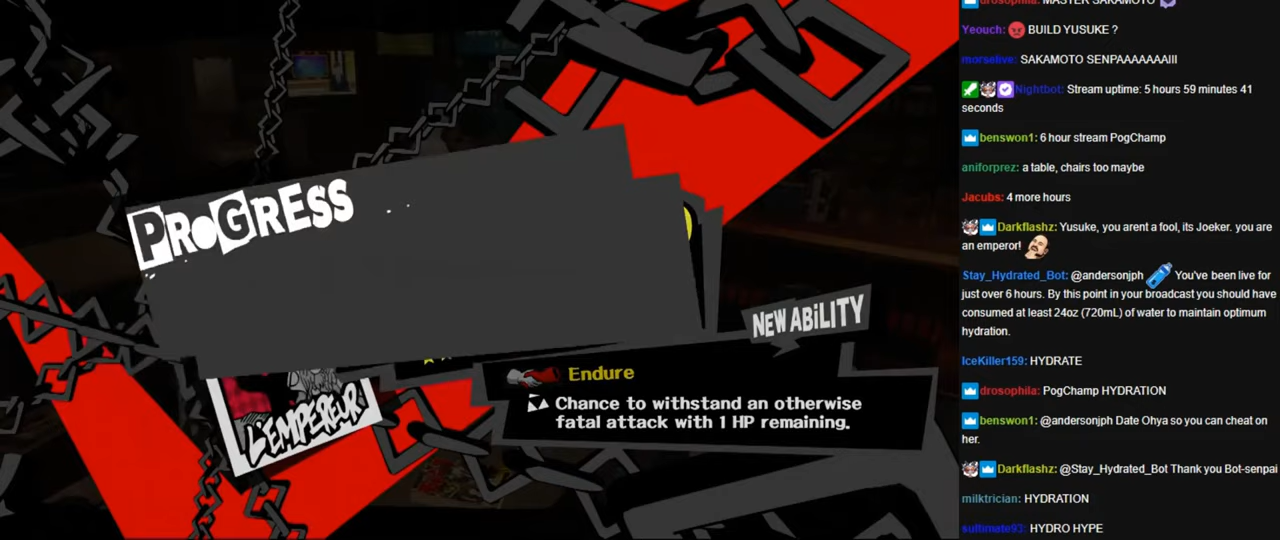 PROGRESS
NEW ABILITY
Endure
Chance to withstand an otherwise
fatal attack with 1 HP remaining.
L'EMPEREUR
drosophila: MASTER SAKAMOTO
Yeouch: BUILD YUSUKE ?
morselive: SAKAMOTO SENPAAAAAAIII
Nightbot: Stream uptime: 5 hours 59 minutes 41
seconds
benswon1: 6 hour stream PogChamp
aniforprez: a table, chairs too maybe
Jacubs: 4 more hours
Darkflashz: Yusuke, you arent a fool, its Joeker. you are
an emperor!
Stay_Hydrated_Bot: @andersonjph You've been live for
just over 6 hours. By this point in your broadcast you should have
consumed at least 24oz (720mL) of water to maintain optimum
hydration.
IceKiller159: HYDRATE
drosophila: PogChamp HYDRATION
benswon1: @andersonjph Date Ohya so you can cheat on
her.
Darkflashz: @Stay_Hydrated_Bot Thank you Bot-senpai
milktrician: HYDRATION
sultimate93: HYDRO HYPE